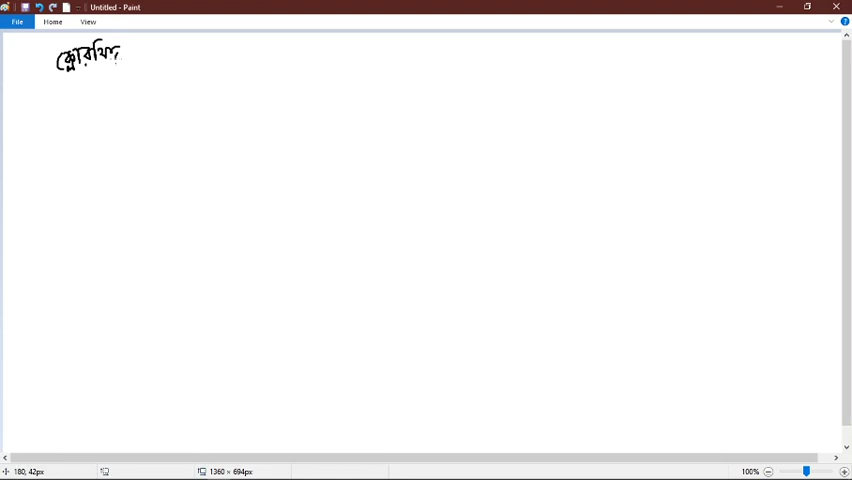 Untitled - Paint
File Home View
180, 42px 1360 × 694px 100%